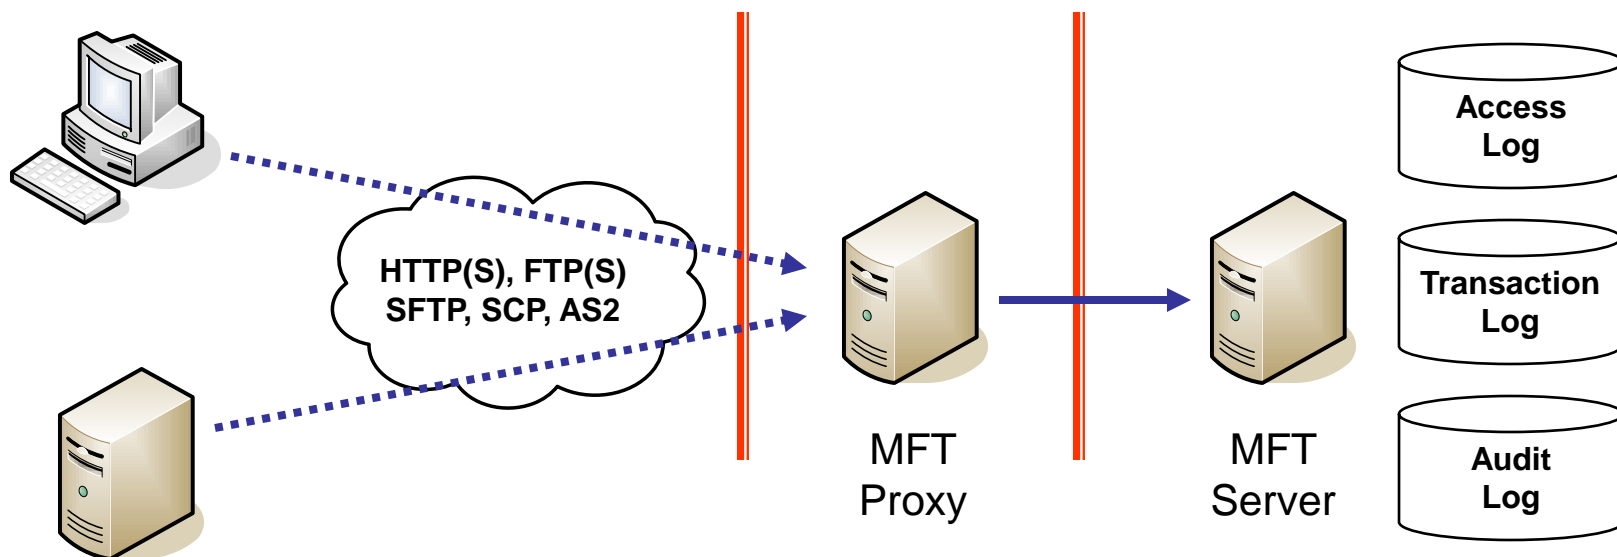 HTTP(S), FTP(S)
SFTP, SCP, AS2
MFT
Proxy
MFT
Server
Access
Log
Transaction
Log
Audit
Log